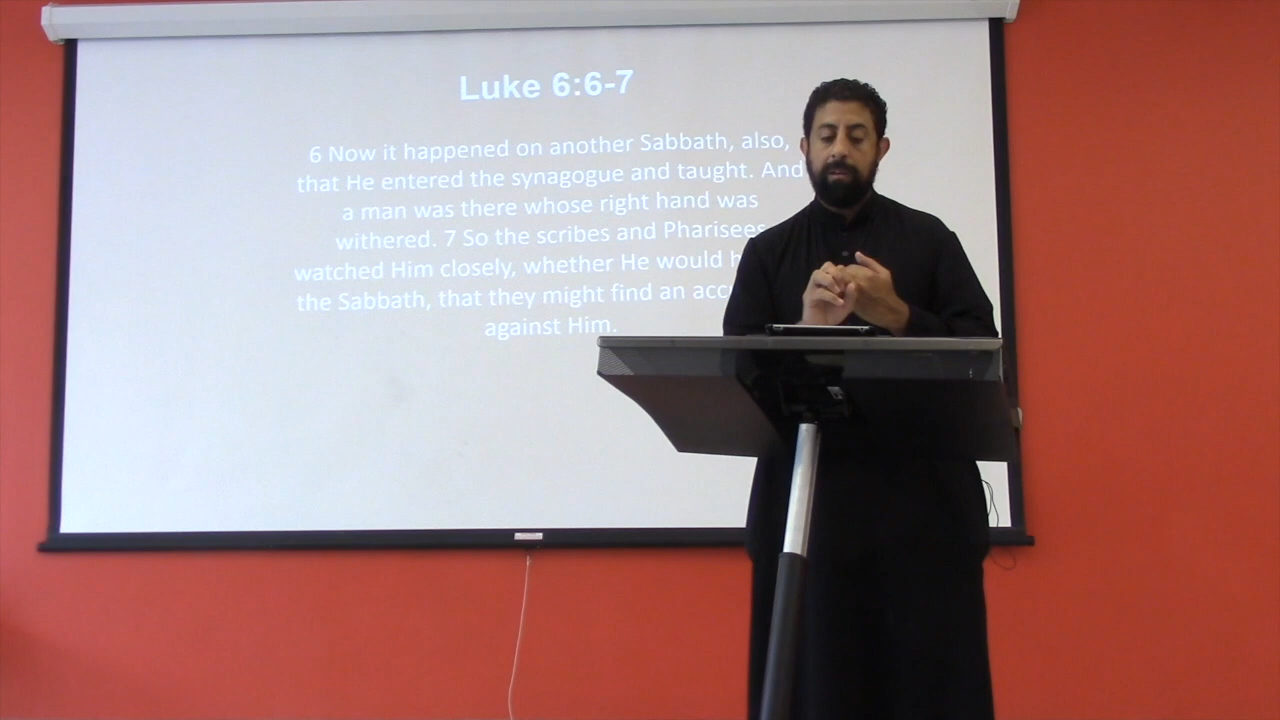 Luke 6:6-7
6 Now it happened on another Sabbath, also,
that He entered the synagogue and taught. And
a man was there whose right hand was
withered. 7 So the scribes and Pharisees
watched Him closely, whether He would
the Sabbath, that they might find an
against Him.